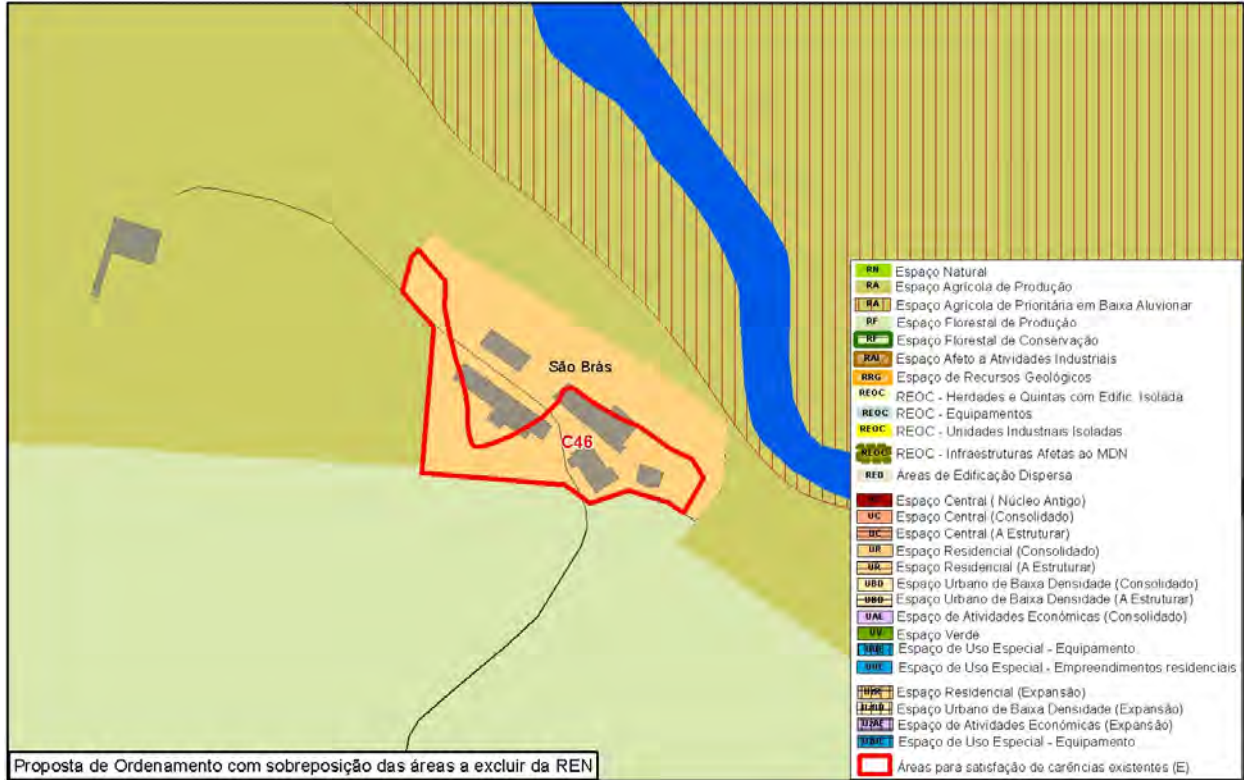 São Brás
C46
RN Espaço Natural
RA Espaço Agrícola de Produção
RA Espaço Agrícola de Prioritária em Baixa Aluvionar
RF Espaço Florestal de Produção
RF Espaço Florestal de Conservação
RAI Espaço Afeto a Atividades Industriais
RRG Espaço de Recursos Geológicos
REOC REOC - Herdades e Quintas com Edific. Isolada
REOC REOC - Equipamentos
REOC REOC - Unidades Industriais Isoladas
REOC REOC - Infraestruturas Afetas ao MDN
RED Áreas de Edificação Dispersa
Espaço Central ( Núcleo Antigo)
UC Espaço Central (Consolidado)
UC Espaço Central (A Estruturar)
UR Espaço Residencial (Consolidado)
UR Espaço Residencial (A Estruturar)
UBD Espaço Urbano de Baixa Densidade (Consolidado)
UBD Espaço Urbano de Baixa Densidade (A Estruturar)
UAE Espaço de Atividades Económicas (Consolidado)
UV Espaço Verde
Espaço de Uso Especial - Equipamento
Espaço de Uso Especial - Empreendimentos residenciais
Espaço Residencial (Expansão)
Espaço Urbano de Baixa Densidade (Expansão)
Espaço de Atividades Económicas (Expansão)
Espaço de Uso Especial - Equipamento
Áreas para satisfação de carências existentes (E)
Proposta de Ordenamento com sobreposição das áreas a excluir da REN